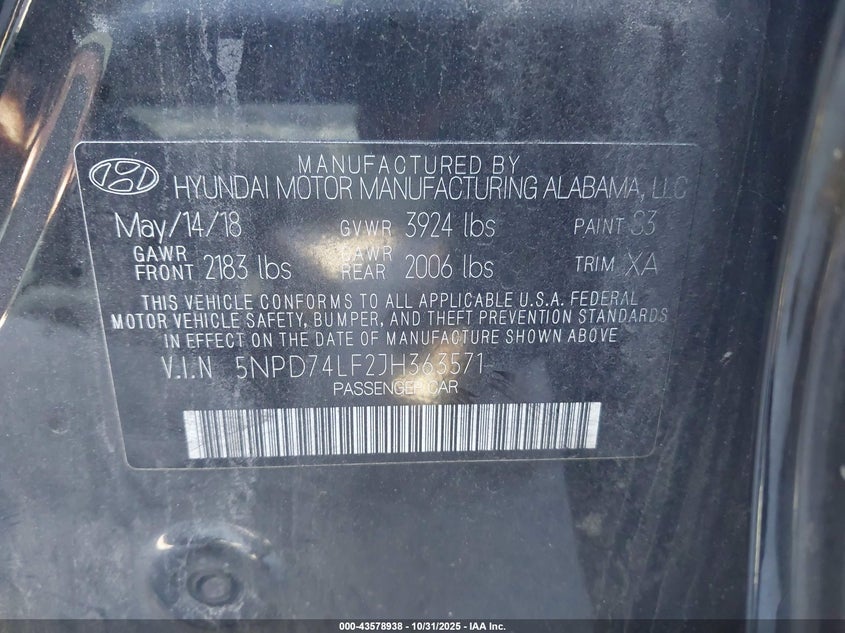 MANUFACTURED BY
HYUNDAI MOTOR MANUFACTURING ALABAMA, LLC
May/14/18 GVWR 3924 lbs PAINT S3
GAWR FRONT 2183 lbs GAWR REAR 2006 lbs TRIM XA
THIS VEHICLE CONFORMS TO ALL APPLICABLE U.S.A. FEDERAL
MOTOR VEHICLE SAFETY, BUMPER, AND THEFT PREVENTION STANDARDS
IN EFFECT ON THE DATE OF MANUFACTURE SHOWN ABOVE
V.I.N 5NPD74LF2JH363571
PASSENGER CAR
000-43578938 - 10/31/2025 - IAA Inc.